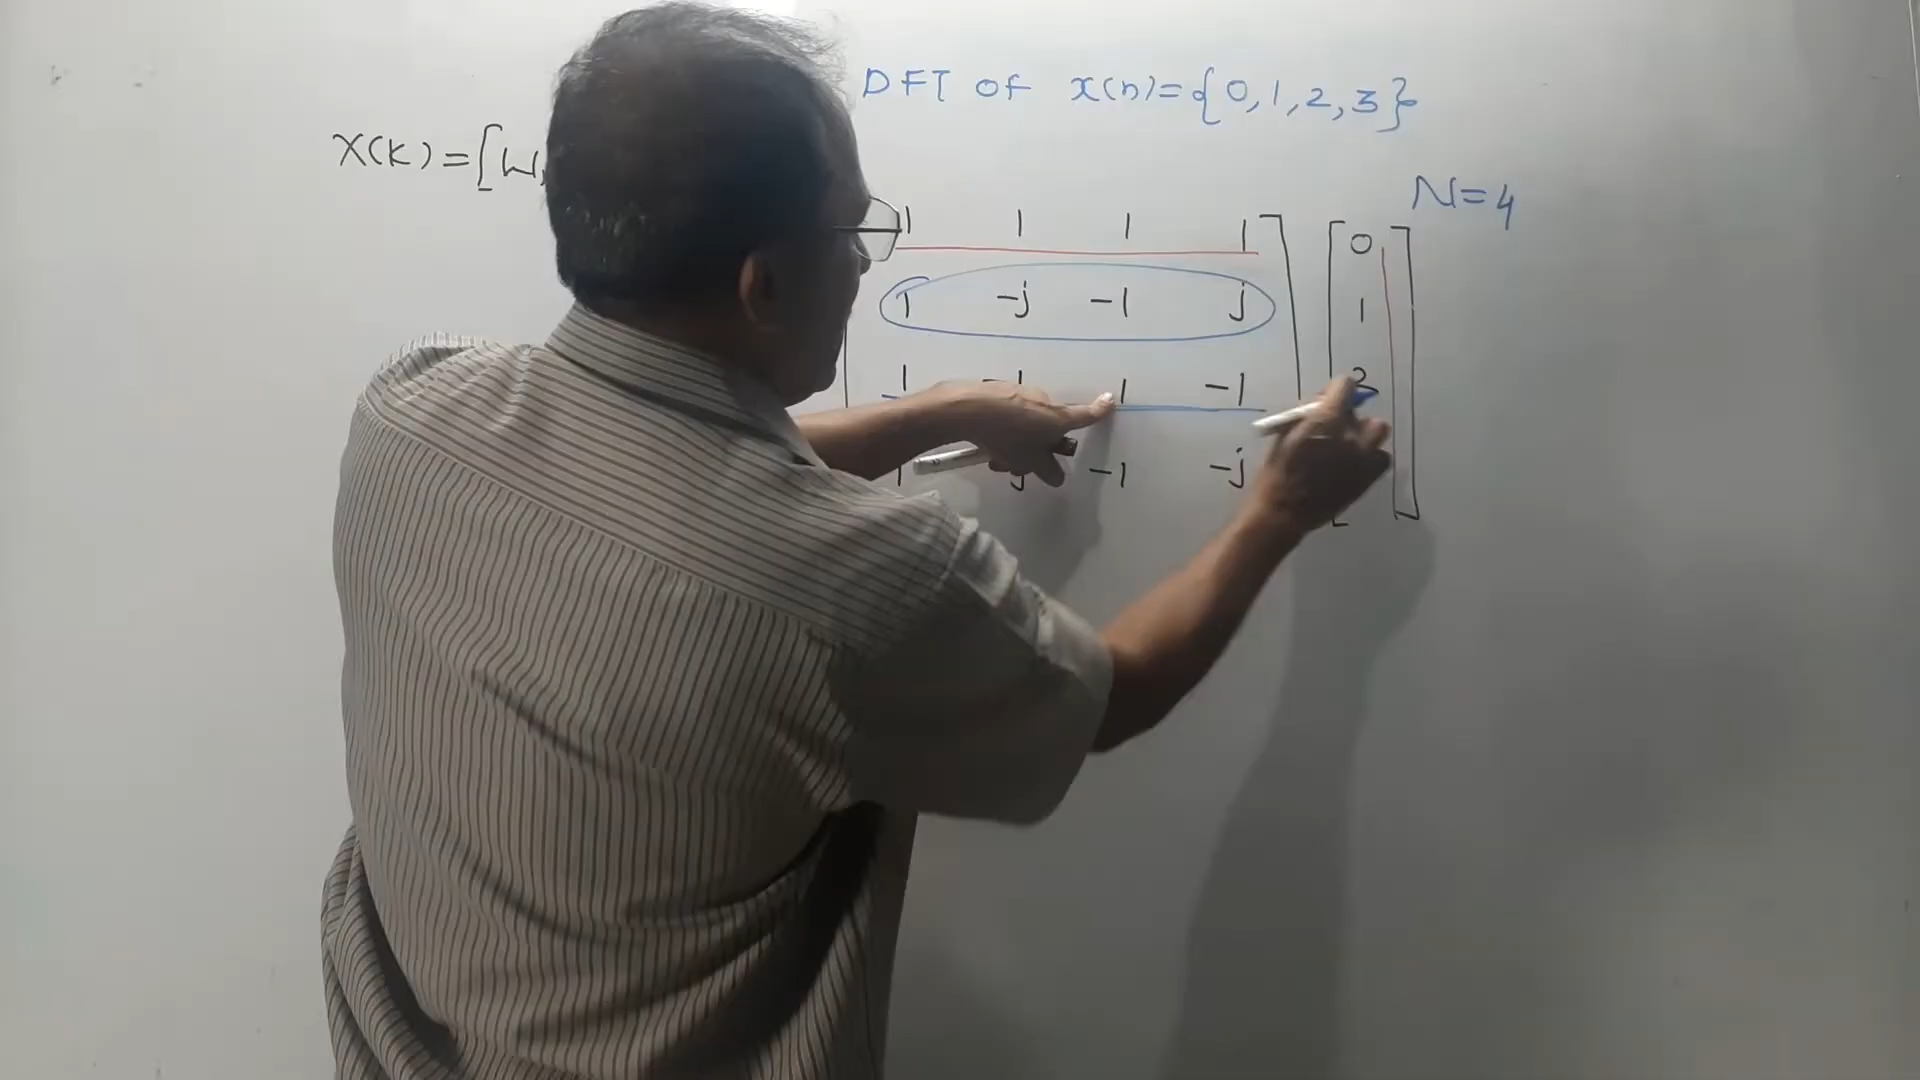 DFT OF x(n)={0,1,2,3}
X(K)=[W
N=4
1 1 1 1 0
1 -j -1 j 1
1 -1 1 -1 2
1 j -1 -j